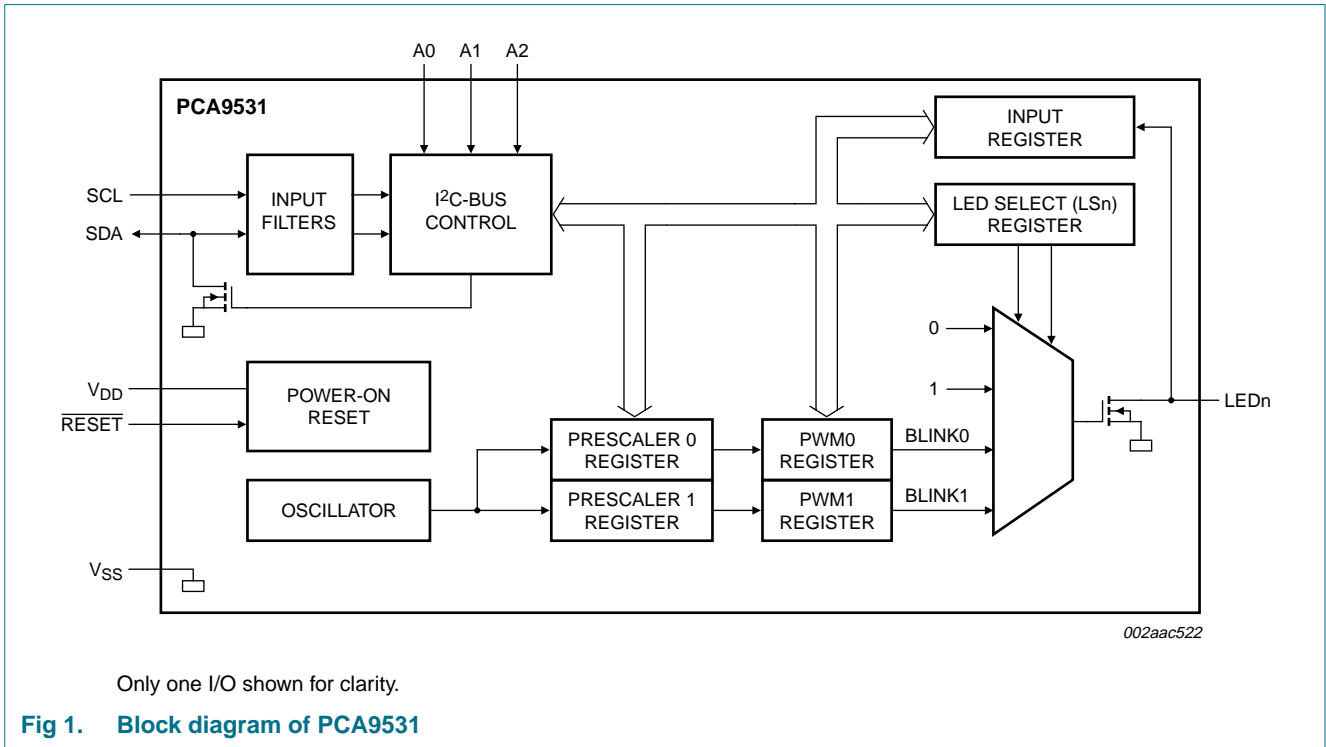 A0 A1 A2
PCA9531
INPUT
REGISTER
SCL
SDA
INPUT
FILTERS
I2C-BUS
CONTROL
LED SELECT (LSn)
REGISTER
0
1
VDD
RESET
POWER-ON
RESET
LEDn
PRESCALER 0
REGISTER
PWM0
REGISTER
BLINK0
OSCILLATOR
PRESCALER 1
REGISTER
PWM1
REGISTER
BLINK1
VSS
002aac522
Only one I/O shown for clarity.
Fig 1. Block diagram of PCA9531